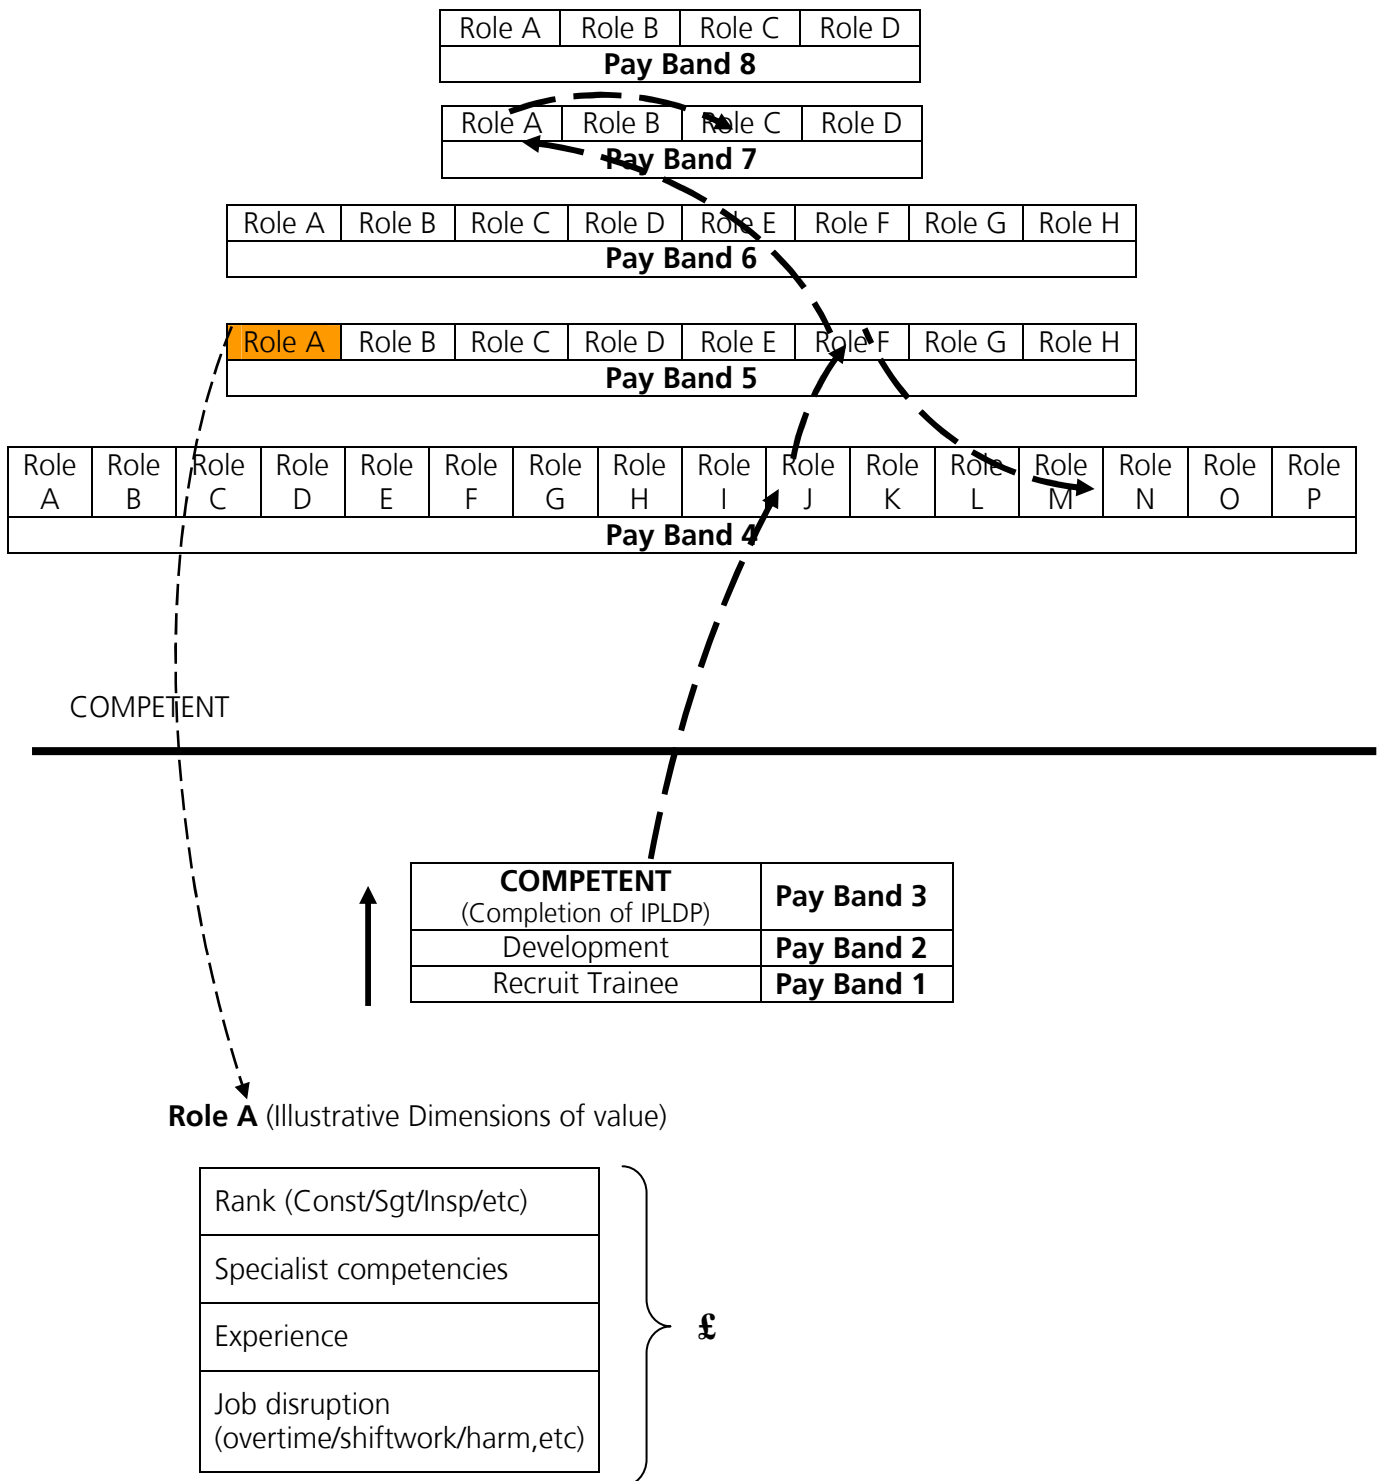 Role A Role B Role C Role D
Pay Band 8
Role A Role B Role C Role D
Pay Band 7
Role A Role B Role C Role D Role E Role F Role G Role H
Pay Band 6
Role A Role B Role C Role D Role E Role F Role G Role H
Pay Band 5
Role Role Role Role Role Role Role Role Role Role Role Role Role Role Role Role
A B C D E F G H I J K L M N O P
Pay Band 4
COMPETENT
COMPETENT
(Completion of IPLDP)
Pay Band 3
Development Pay Band 2
Recruit Trainee Pay Band 1
Role A (Illustrative Dimensions of value)
Rank (Const/Sgt/Insp/etc)
Specialist competencies
Experience
£
Job disruption
(overtime/shiftwork/harm,etc)